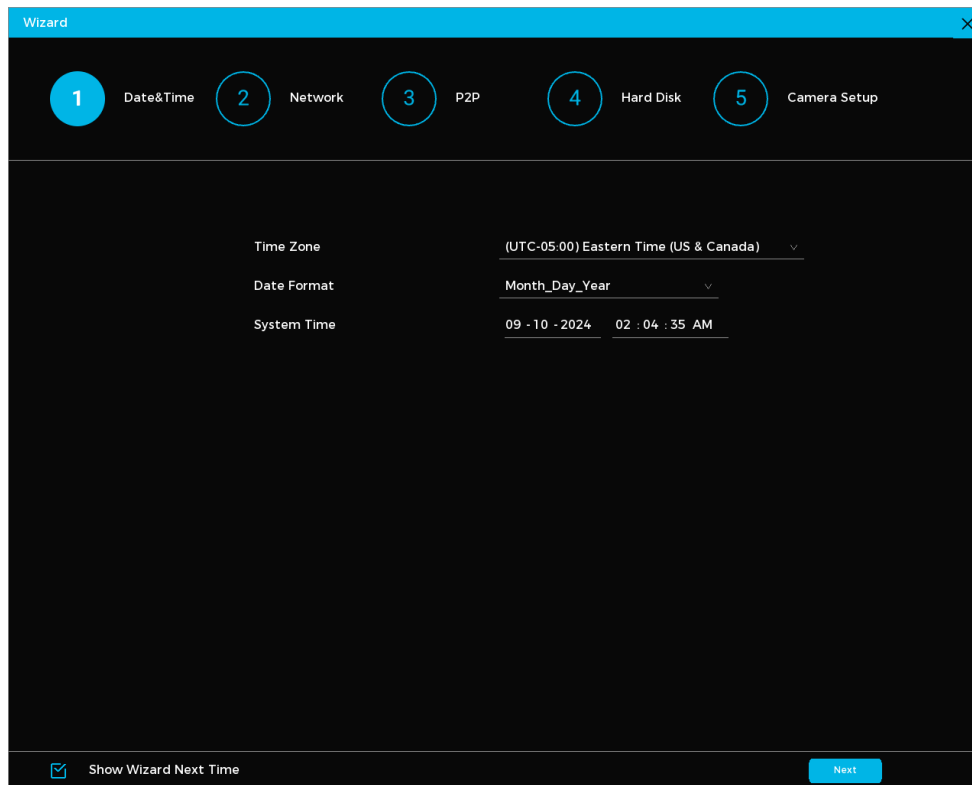 Wizard
1 Date&Time 2 Network 3 P2P 4 Hard Disk 5 Camera Setup
Time Zone (UTC-05:00) Eastern Time (US & Canada)
Date Format Month_Day_Year
System Time 09 - 10 - 2024 02 : 04 : 35 AM
Show Wizard Next Time Next